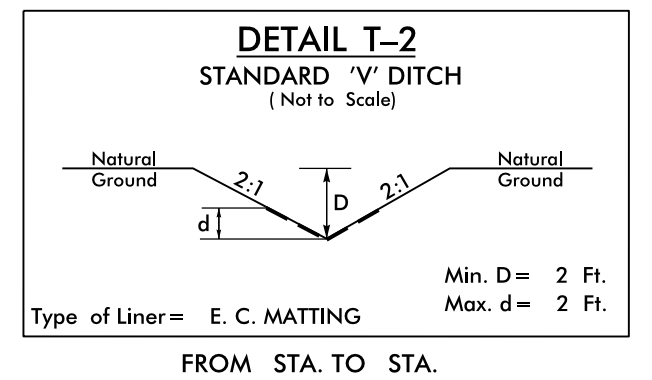 DETAIL T–2
STANDARD 'V' DITCH
( Not to Scale)
Natural
Ground
2:1
D
2:1
Natural
Ground
d
Min. D = 2 Ft.
Max. d = 2 Ft.
Type of Liner = E. C. MATTING
FROM STA. TO STA.